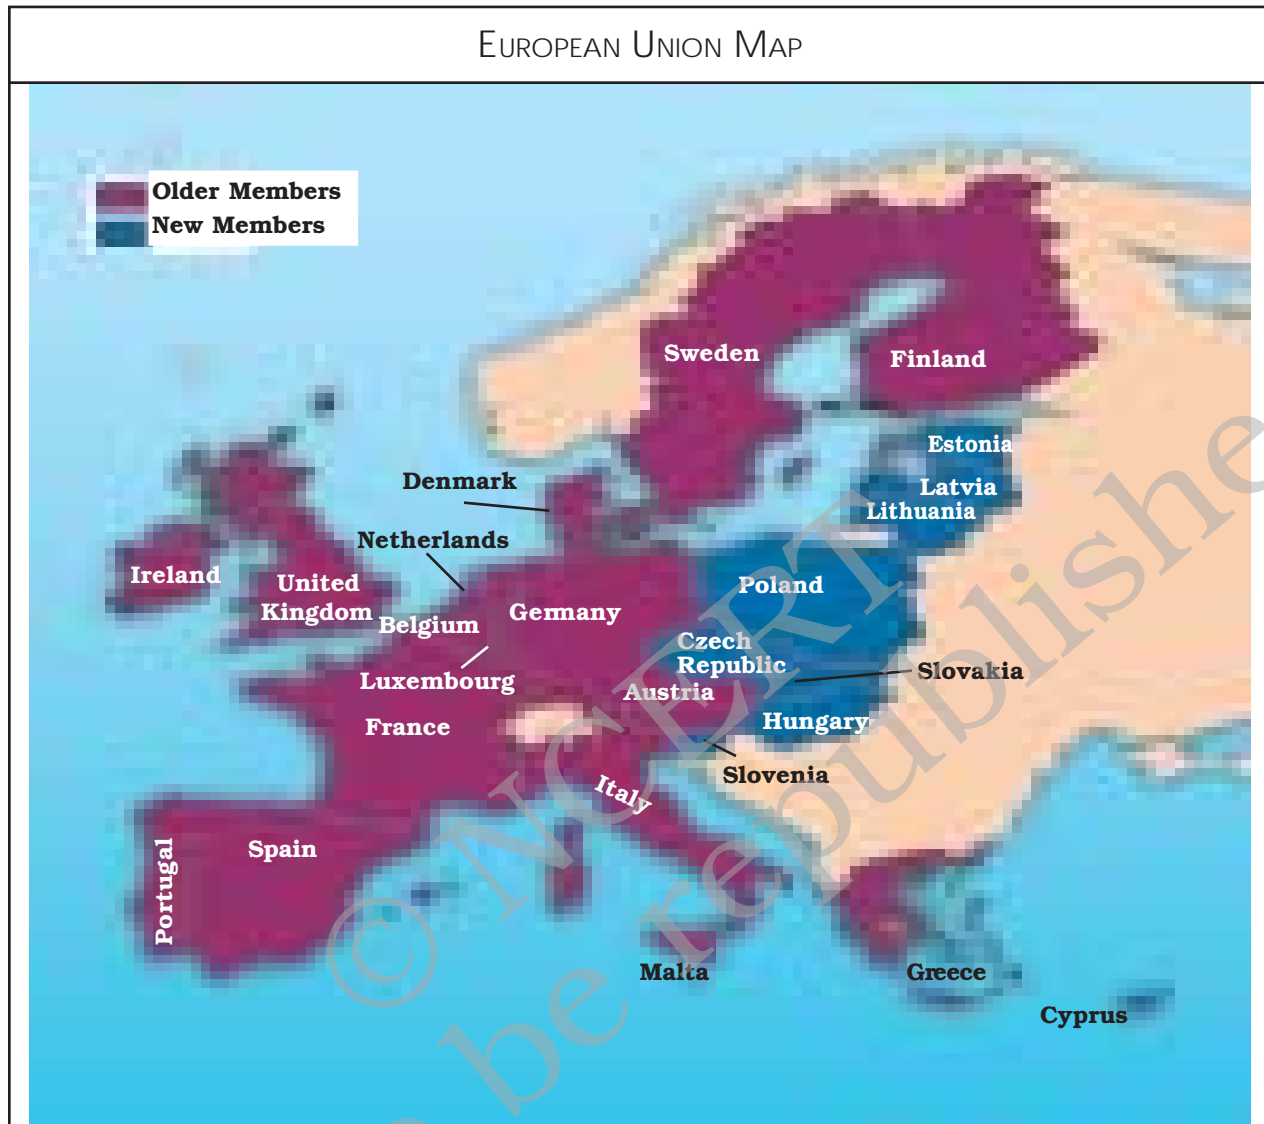 European Union Map
Older Members
New Members
Sweden
Finland
Estonia
Latvia
Lithuania
Denmark
Netherlands
Ireland
United
Kingdom
Belgium
Germany
Poland
Czech
Republic
Slovakia
Luxembourg
Austria
France
Hungary
Slovenia
Italy
Spain
Portugal
Malta
Greece
Cyprus
© NCERT
be republishe